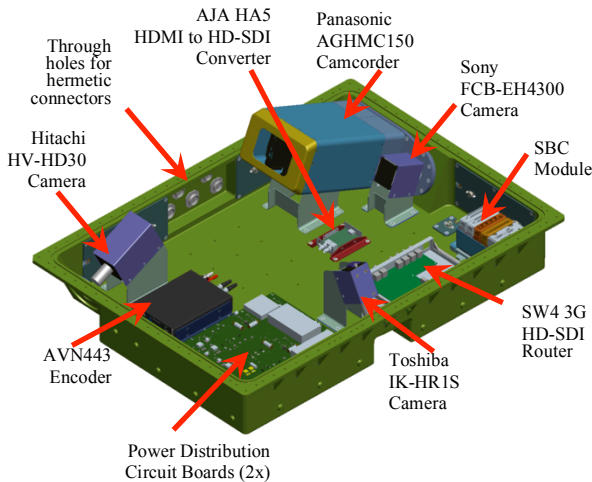 AJA HA5
HDMI to HD-SDI
Converter
Panasonic
AGHMC150
Camcorder
Sony
FCB-EH4300
Camera
SBC
Module
Through
holes for
hermetic
connectors
Hitachi
HV-HD30
Camera
AVN443
Encoder
Power Distribution
Circuit Boards (2x)
Toshiba
IK-HR1S
Camera
SW4 3G
HD-SDI
Router